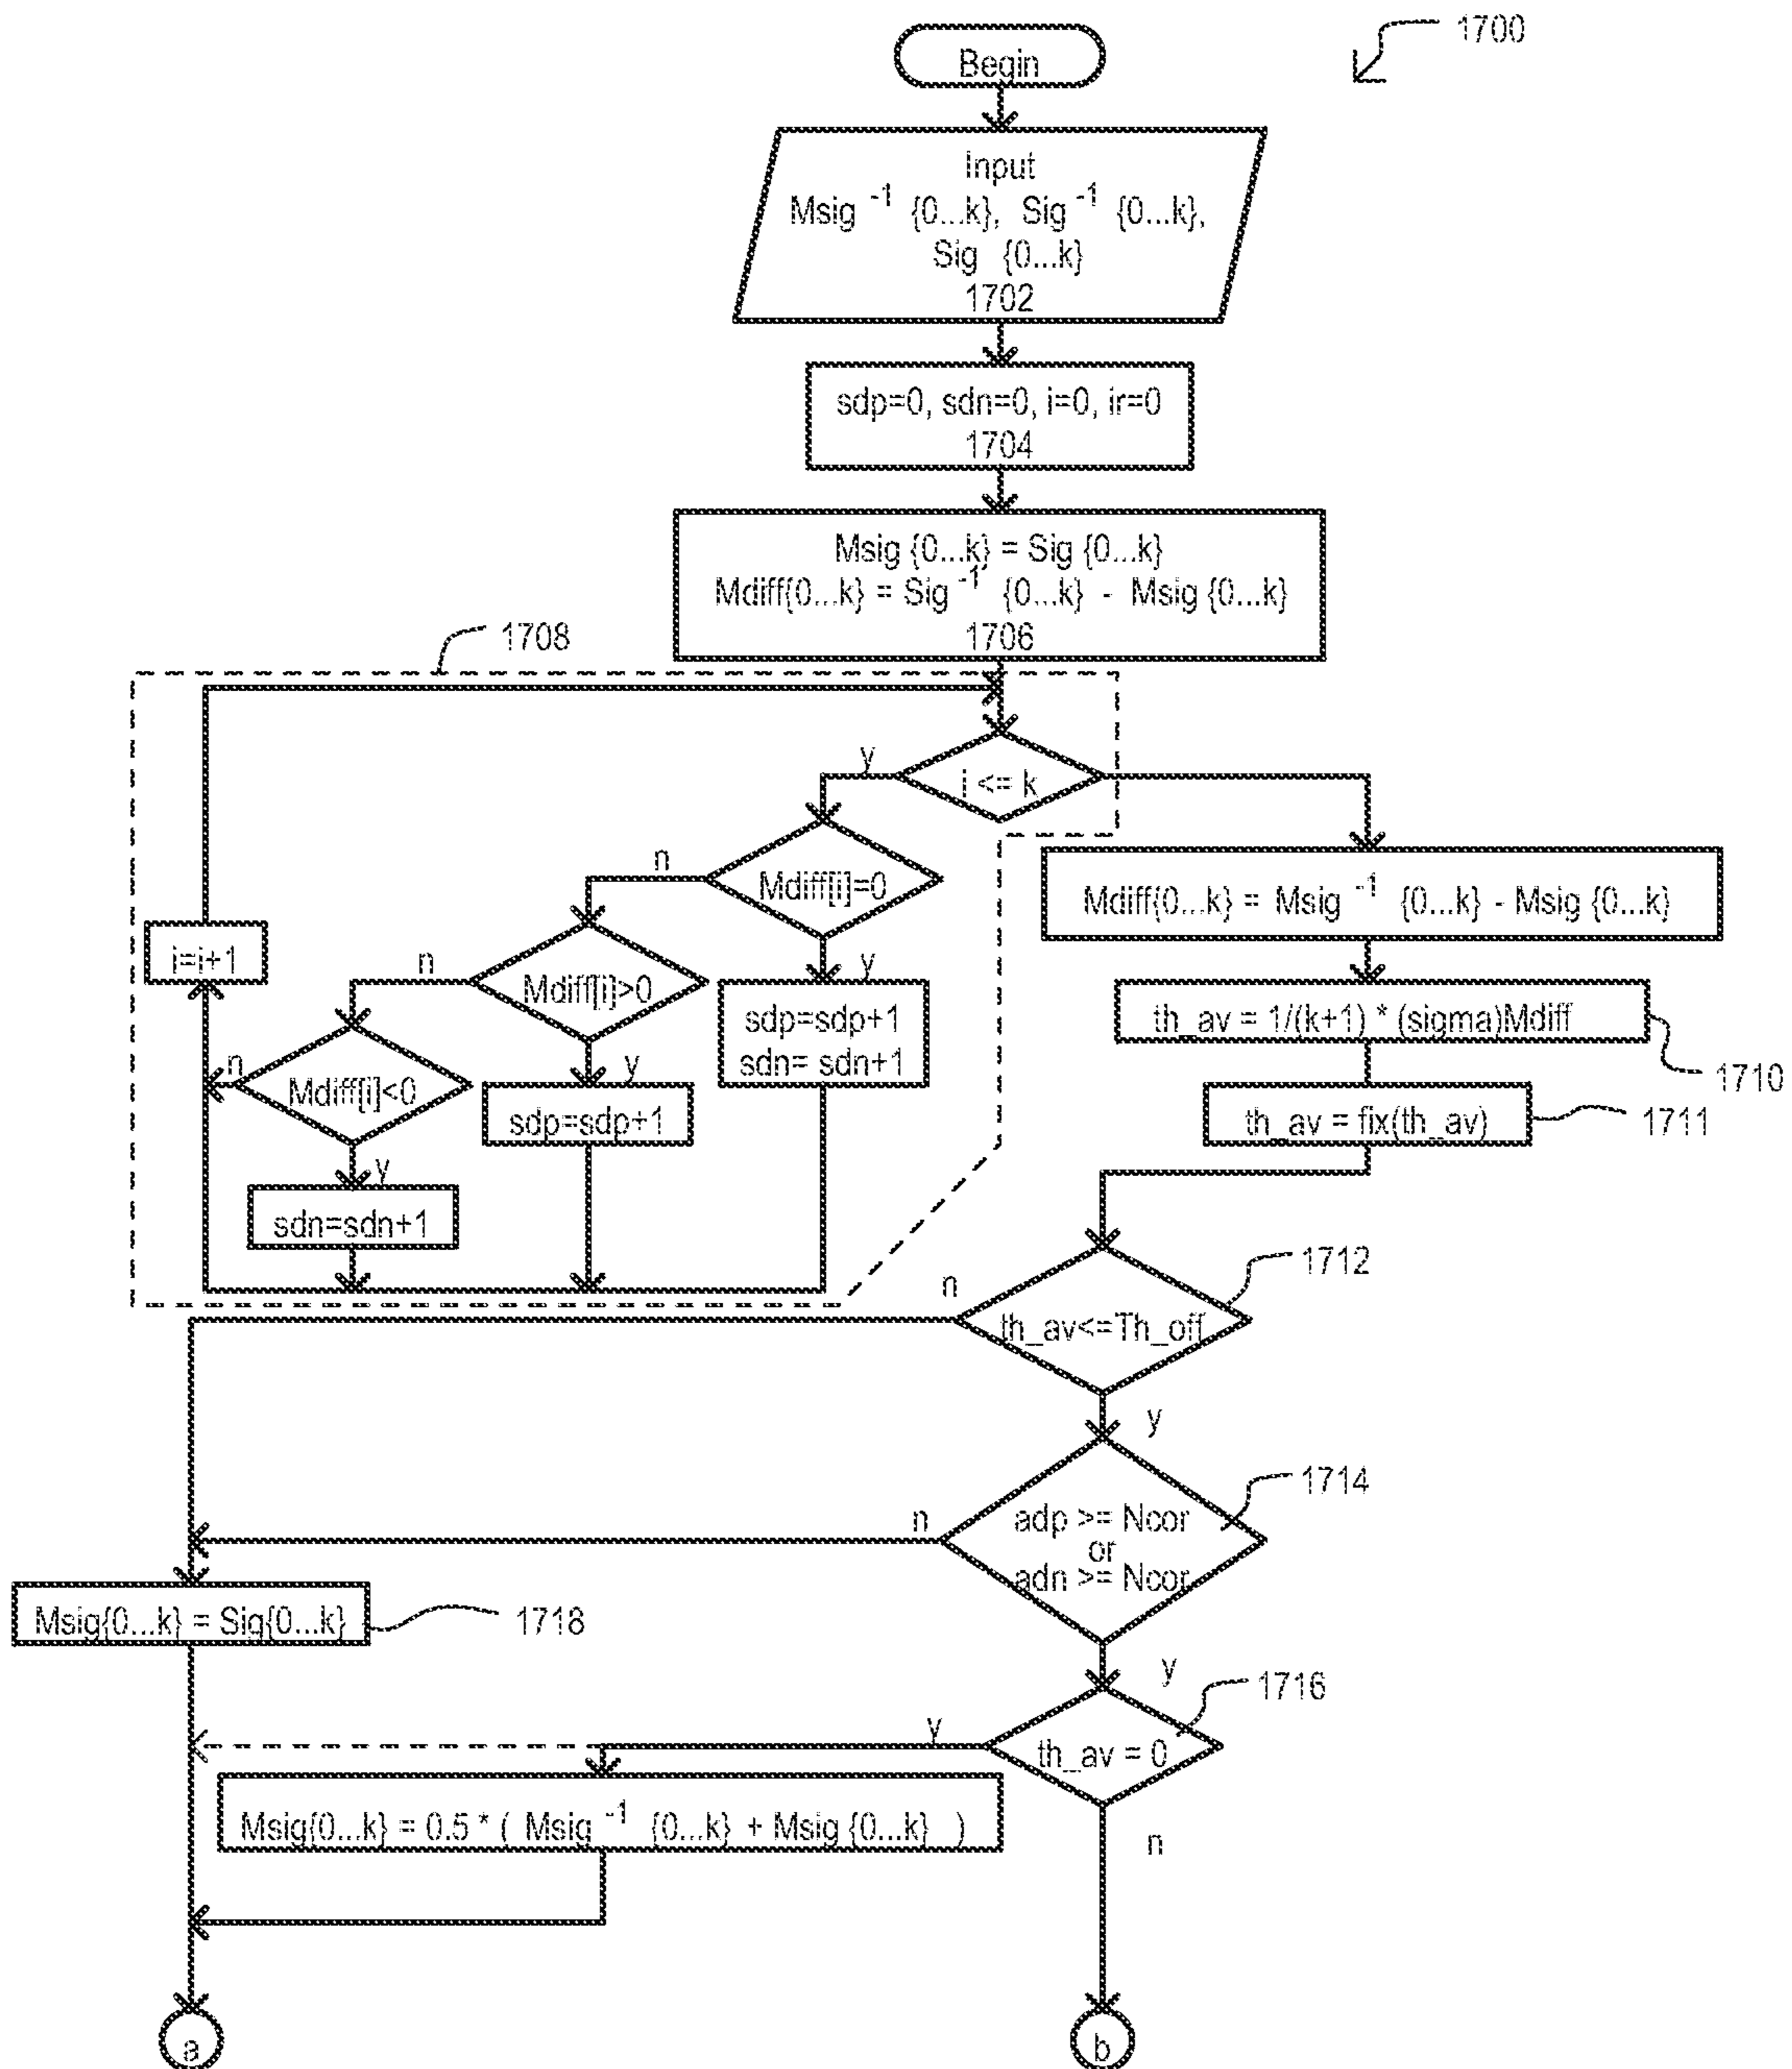 1700
Begin
Input
Msig -1 {0...k}, Sig -1 {0...k},
Sig {0...k}
1702
sdp=0, sdn=0, i=0, ir=0
1704
Msig {0...k} = Sig {0...k}
Mdiff{0...k} = Sig -1 {0...k} - Msig {0...k}
1706
1708
y
i <= k
n
Mdiff[i]=0
Mdiff{0...k} = Msig -1 {0...k} - Msig {0...k}
i=i+1
n
Mdiff[i]>0
y
sdp=sdp+1
sdn= sdn+1
th_av = 1/(k+1) * (sigma)Mdiff
1710
n
Mdiff[i]<0
y
sdp=sdp+1
th_av = fix(th_av)
1711
y
sdn=sdn+1
1712
n
th_av<=Th_off
y
1714
n
adp >= Ncor
or
adn >= Ncor
Msig{0...k} = Sig{0...k}
1718
y
1716
y
th_av = 0
Msig{0...k} = 0.5 * ( Msig -1 {0...k} + Msig {0...k} )
n
a
b